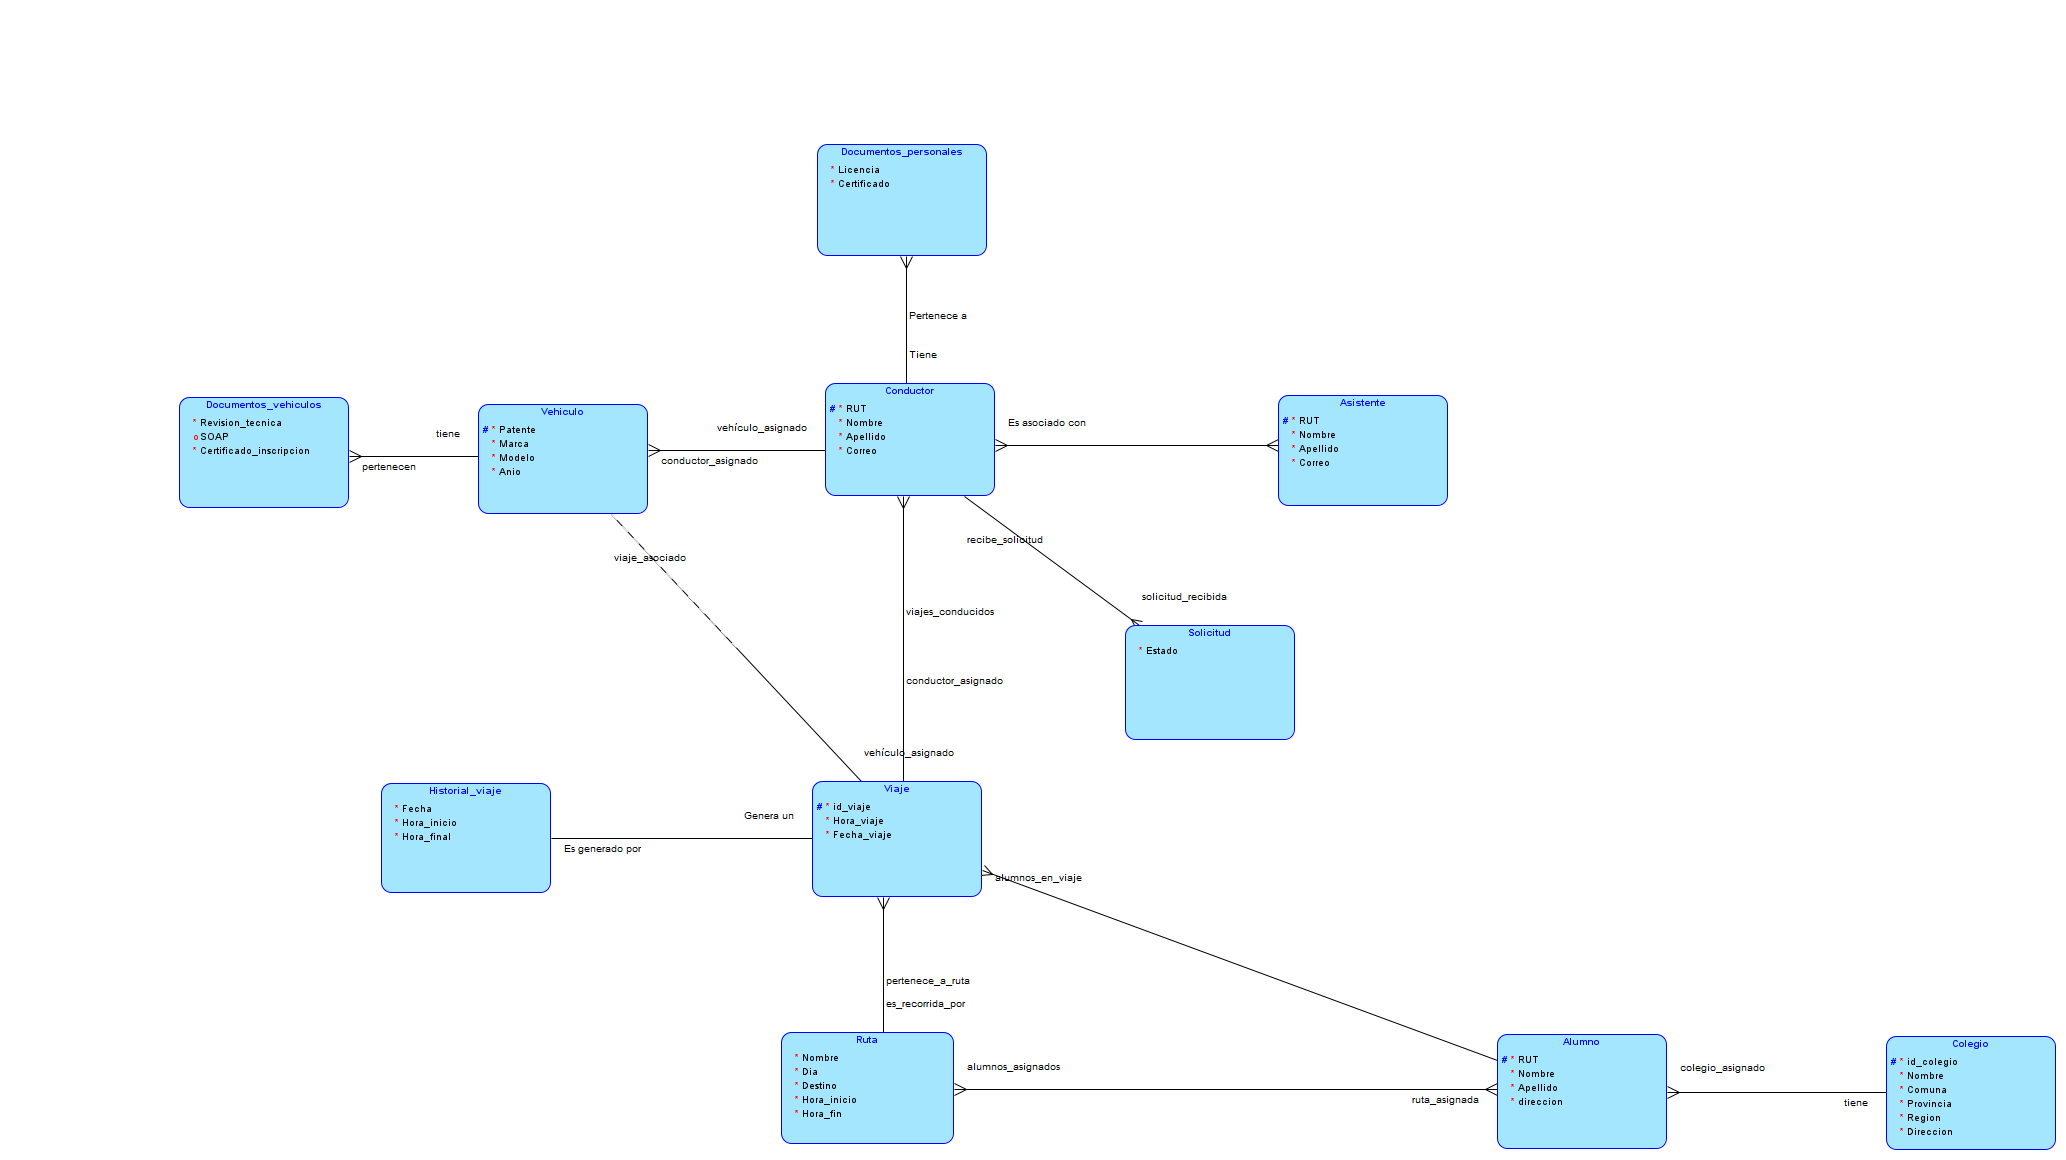 Documentos_personales
* Licencia
* Certificado
Pertenece a
Tiene
Documentos_vehiculos
* Revision_tecnica
o SOAP
* Certificado_inscripcion
tiene
pertenecen
Vehiculo
# * Patente
* Marca
* Modelo
* Anio
vehículo_asignado
conductor_asignado
Conductor
# * RUT
* Nombre
* Apellido
* Correo
Es asociado con
Asistente
# * RUT
* Nombre
* Apellido
* Correo
recibe_solicitud
viaje_asociado
solicitud_recibida
viajes_conducidos
Solicitud
* Estado
conductor_asignado
vehículo_asignado
Historial_viaje
* Fecha
* Hora_inicio
* Hora_final
Genera un
Es generado por
Viaje
# * id_viaje
* Hora_viaje
* Fecha_viaje
alumnos_en_viaje
pertenece_a_ruta
es_recorrida_por
Ruta
* Nombre
* Dia
* Destino
* Hora_inicio
* Hora_fin
alumnos_asignados
ruta_asignada
Alumno
# * RUT
* Nombre
* Apellido
* direccion
colegio_asignado
tiene
Colegio
# * id_colegio
* Nombre
* Comuna
* Provincia
* Region
* Direccion